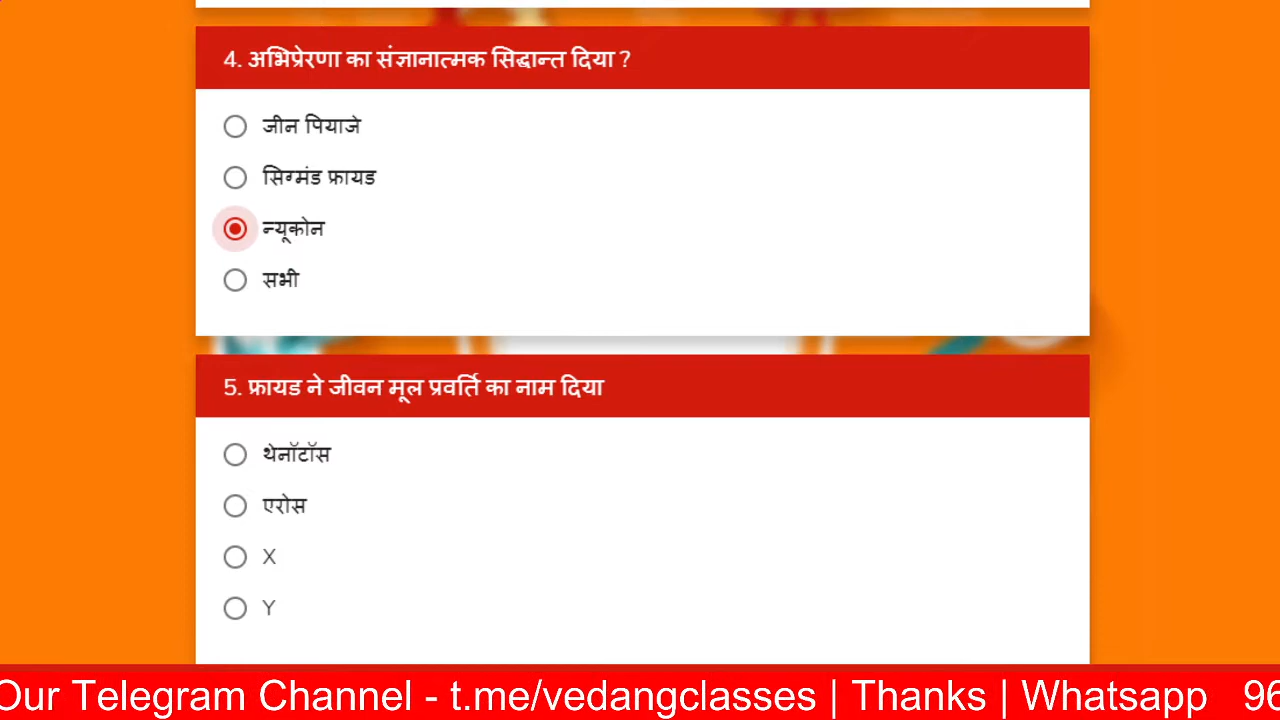 4. अभिप्रेरणा का संज्ञानात्मक सिद्धान्त दिया ?
जीन पियाजे
सिग्मंड फ्रायड
न्यूकोन
सभी
5. फ्रायड ने जीवन मूल प्रवर्ति का नाम दिया
थेनॉटॉस
एरोस
X
Y
Our Telegram Channel - t.me/vedangclasses | Thanks | Whatsapp 96